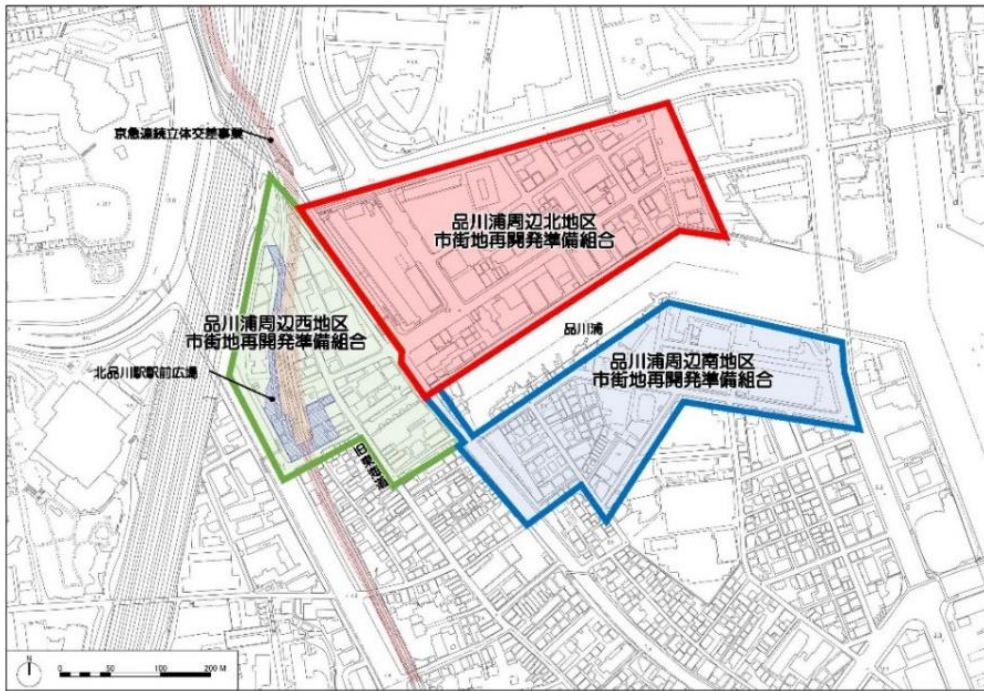 京急連続立体交差事業
品川浦周辺北地区
市街地再開発準備組合
品川浦周辺西地区
市街地再開発準備組合
北品川駅駅前広場
品川浦
品川浦周辺南地区
市街地再開発準備組合
旧東海道
N
0 50 100 200 M